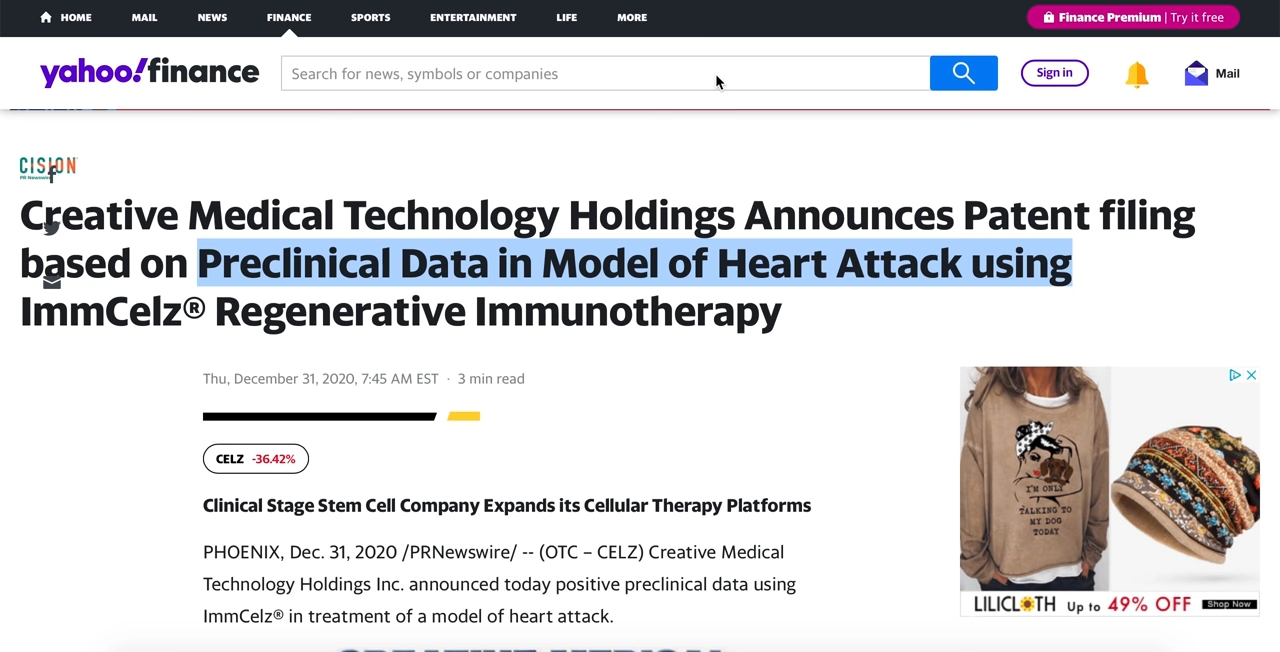 HOME MAIL NEWS FINANCE SPORTS ENTERTAINMENT LIFE MORE Finance Premium | Try it free
yahoo!finance Search for news, symbols or companies Sign in Mail
CISION
PR Newswire
Creative Medical Technology Holdings Announces Patent filing
based on Preclinical Data in Model of Heart Attack using
ImmCelz® Regenerative Immunotherapy
Thu, December 31, 2020, 7:45 AM EST · 3 min read
CELZ -36.42%
Clinical Stage Stem Cell Company Expands its Cellular Therapy Platforms
PHOENIX, Dec. 31, 2020 /PRNewswire/ -- (OTC – CELZ) Creative Medical
Technology Holdings Inc. announced today positive preclinical data using
ImmCelz® in treatment of a model of heart attack.
I'M ONLY
TALKING TO
MY DOG
TODAY
LILICLOTH Up to 49% OFF Shop Now
CREATIVE MEDICAL